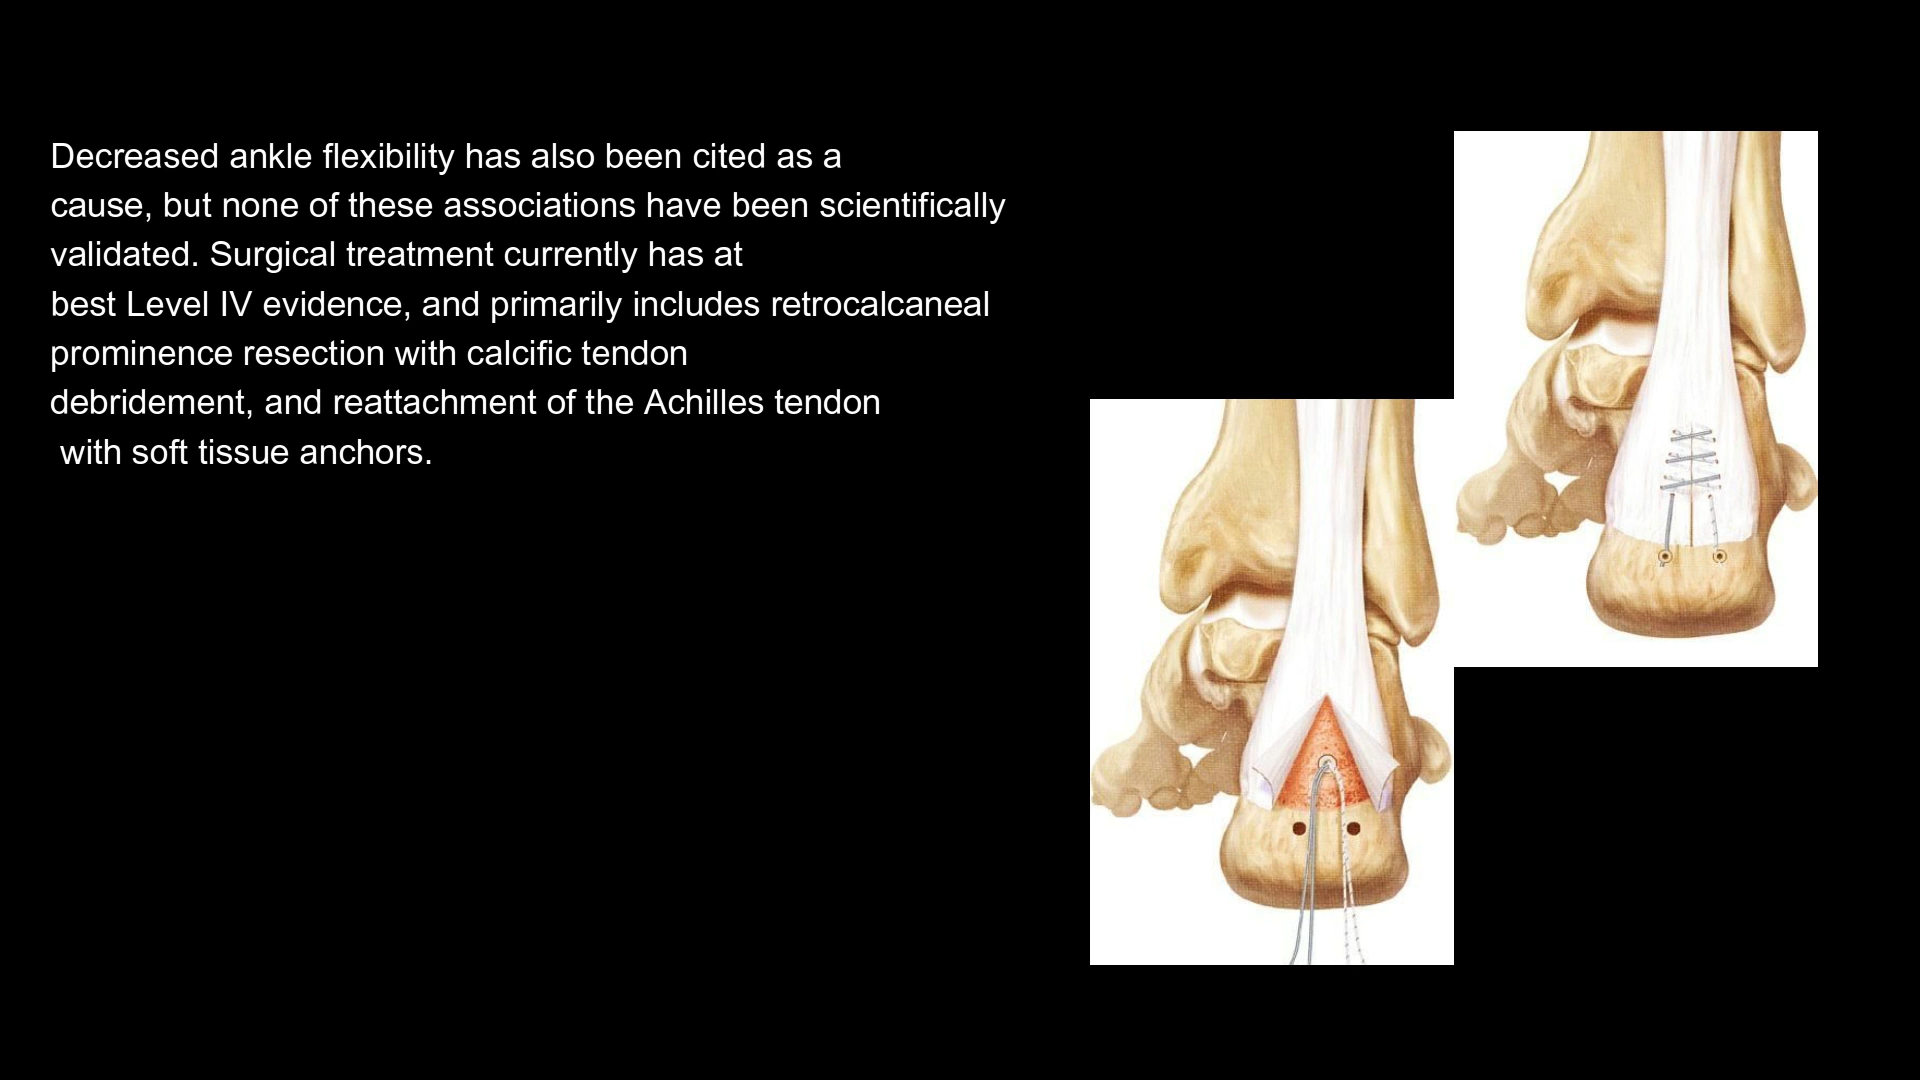 Decreased ankle flexibility has also been cited as a
cause, but none of these associations have been scientifically
validated. Surgical treatment currently has at
best Level IV evidence, and primarily includes retrocalcaneal
prominence resection with calcific tendon
debridement, and reattachment of the Achilles tendon
with soft tissue anchors.